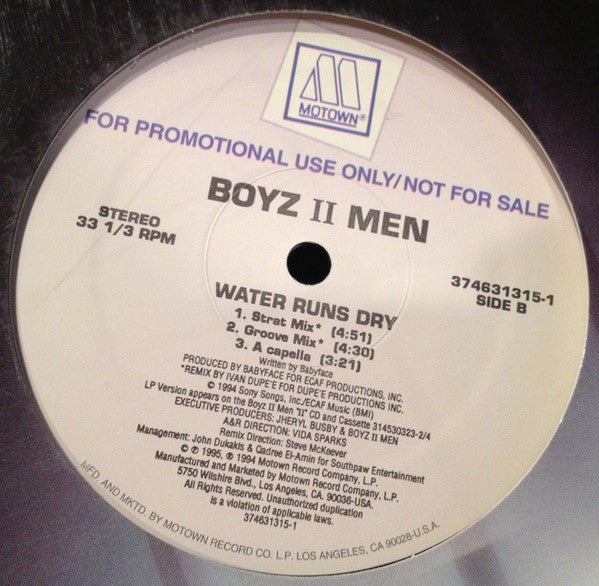 MOTOWN®
FOR PROMOTIONAL USE ONLY/NOT FOR SALE
BOYZ II MEN
STEREO
33 1/3 RPM
374631315-1
SIDE B
WATER RUNS DRY
1. Strat Mix* (4:51)
2. Groove Mix* (4:30)
3. A capella (3:21)
Written by Babyface
PRODUCED BY BABYFACE FOR ECAF PRODUCTIONS, INC.
*REMIX BY IVAN DUPE'E FOR DUPE'E PRODUCTIONS, INC.
© 1994 Sony Songs, Inc./ECAF Music (BMI)
LP Version appears on the Boyz II Men "II" CD and Cassette 314530323-2/4
EXECUTIVE PRODUCERS: JHERYL BUSBY & BOYZ II MEN
A&R DIRECTION: VIDA SPARKS
Remix Direction: Steve McKeever
Management: John Dukakis & Qadree El-Amin for Southpaw Entertainment
© ℗ 1995, ℗ 1994 Motown Record Company, L.P.
Manufactured and Marketed by Motown Record Company, L.P.
5750 Wilshire Blvd., Los Angeles, CA. 90036-USA.
All Rights Reserved. Unauthorized duplication
is a violation of applicable laws.
374631315-1
MFD. AND MKTD. BY MOTOWN RECORD CO. L.P. LOS ANGELES, CA 90028-U.S.A.